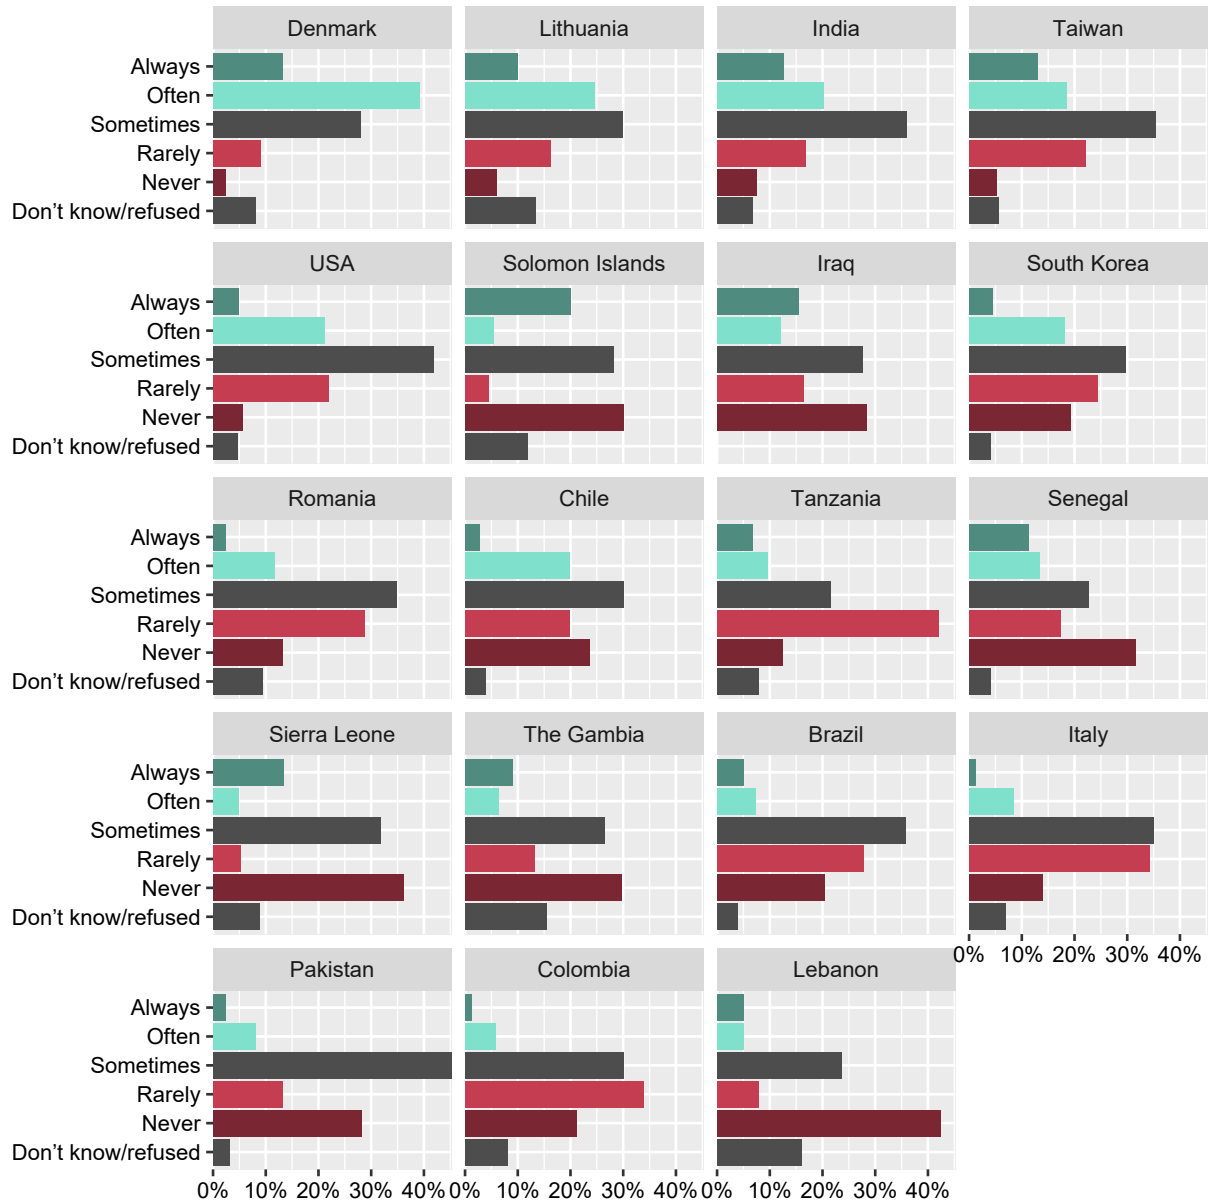 Denmark Lithuania India Taiwan
Always
Often
Sometimes
Rarely
Never
Don’t know/refused
USA Solomon Islands Iraq South Korea
Always
Often
Sometimes
Rarely
Never
Don’t know/refused
Romania Chile Tanzania Senegal
Always
Often
Sometimes
Rarely
Never
Don’t know/refused
Sierra Leone The Gambia Brazil Italy
Always
Often
Sometimes
Rarely
Never
Don’t know/refused
0% 10% 20% 30% 40%
Pakistan Colombia Lebanon
Always
Often
Sometimes
Rarely
Never
Don’t know/refused
0% 10% 20% 30% 40% 0% 10% 20% 30% 40% 0% 10% 20% 30% 40%